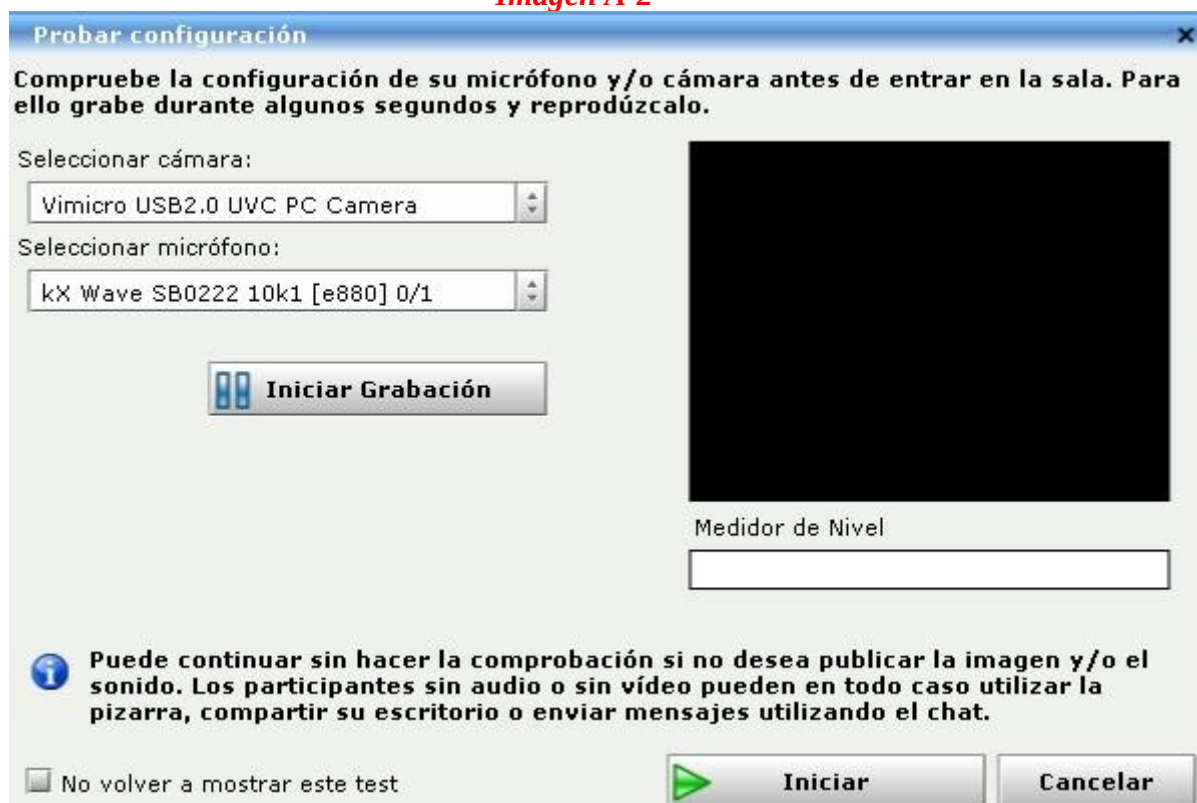 Imagen A-2
Probar configuración
Compruebe la configuración de su micrófono y/o cámara antes de entrar en la sala. Para
ello grabe durante algunos segundos y reprodúzcalo.
Seleccionar cámara:
Vimicro USB2.0 UVC PC Camera
Seleccionar micrófono:
kX Wave SB0222 10k1 [e880] 0/1
Iniciar Grabación
Medidor de Nivel
Puede continuar sin hacer la comprobación si no desea publicar la imagen y/o el
sonido. Los participantes sin audio o sin vídeo pueden en todo caso utilizar la
pizarra, compartir su escritorio o enviar mensajes utilizando el chat.
No volver a mostrar este test
Iniciar
Cancelar